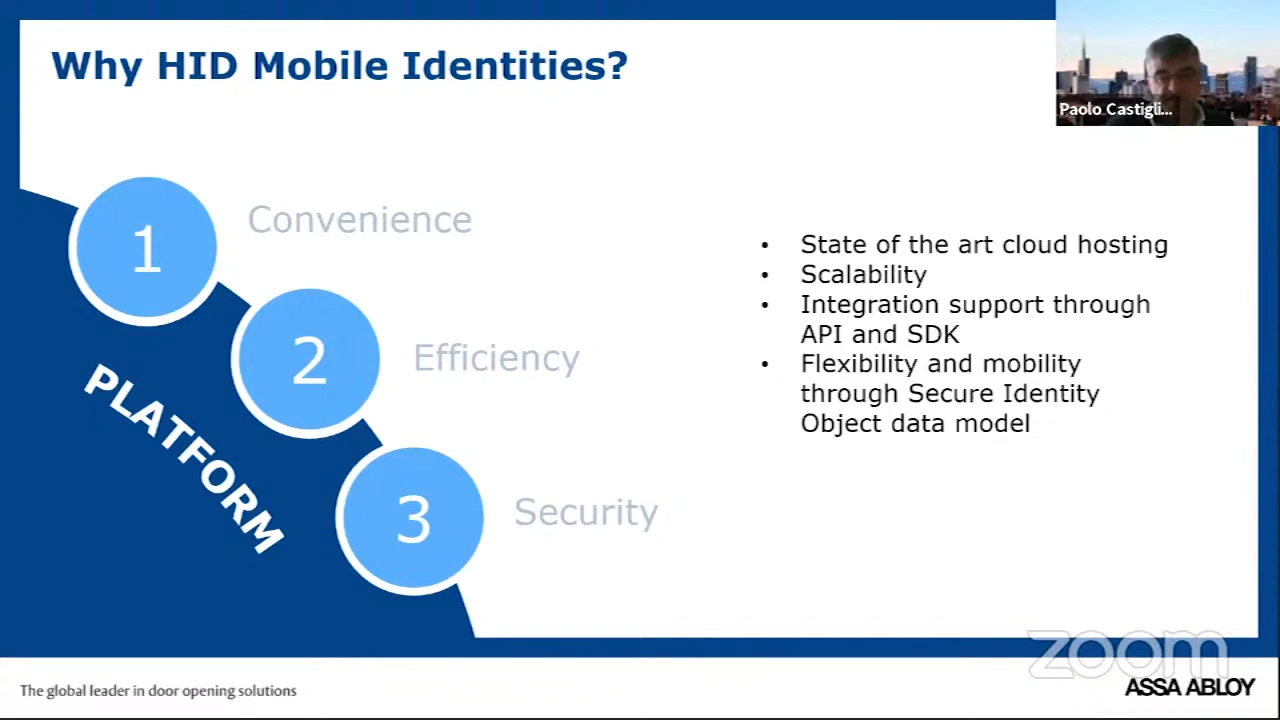 Why HID Mobile Identities?
Paolo Castigli...
1
Convenience
2
Efficiency
3
Security
PLATFORM
• State of the art cloud hosting
• Scalability
• Integration support through
API and SDK
• Flexibility and mobility
through Secure Identity
Object data model
zoom
The global leader in door opening solutions
ASSA ABLOY